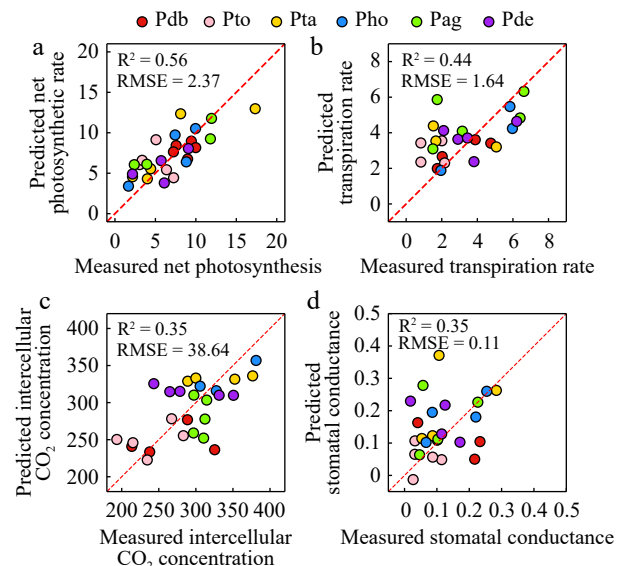 Pdb Pto Pta Pho Pag Pde
a
R² = 0.56
RMSE = 2.37
20
15
10
5
0
0 5 10 15 20
Predicted net
photosynthetic rate
Measured net photosynthesis
b
R² = 0.44
RMSE = 1.64
8
6
4
2
0
0 2 4 6 8
Predicted
transpiration rate
Measured transpiration rate
c
R² = 0.35
RMSE = 38.64
400
350
300
250
200
200 250 300 350 400
Predicted intercellular
CO₂ concentration
Measured intercellular
CO₂ concentration
d
R² = 0.35
RMSE = 0.11
0.5
0.4
0.3
0.2
0.1
0
0 0.1 0.2 0.3 0.4 0.5
Predicted
stomatal conductance
Measured stomatal conductance